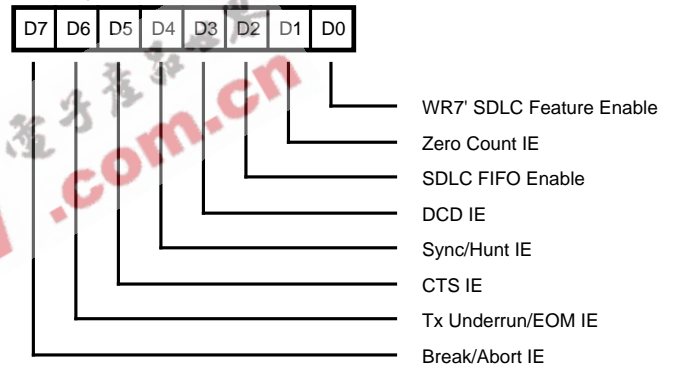 D7 D6 D5 D4 D3 D2 D1 D0
WR7' SDLC Feature Enable
Zero Count IE
SDLC FIFO Enable
DCD IE
Sync/Hunt IE
CTS IE
Tx Underrun/EOM IE
Break/Abort IE
.com.cn